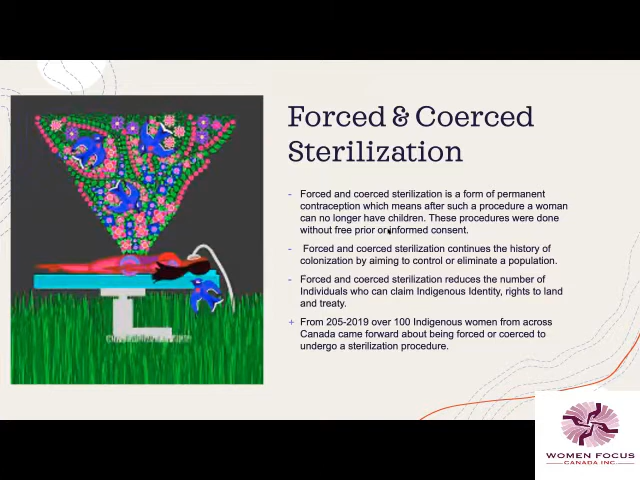 Forced & Coerced
Sterilization
- Forced and coerced sterilization is a form of permanent
contraception which means after such a procedure a woman
can no longer have children. These procedures were done
without free prior or informed consent.
- Forced and coerced sterilization continues the history of
colonization by aiming to control or eliminate a population.
- Forced and coerced sterilization reduces the number of
Individuals who can claim Indigenous Identity, rights to land
and treaty.
+ From 205-2019 over 100 Indigenous women from across
Canada came forward about being forced or coerced to
undergo a sterilization procedure.
WOMEN FOCUS
CANADA INC.